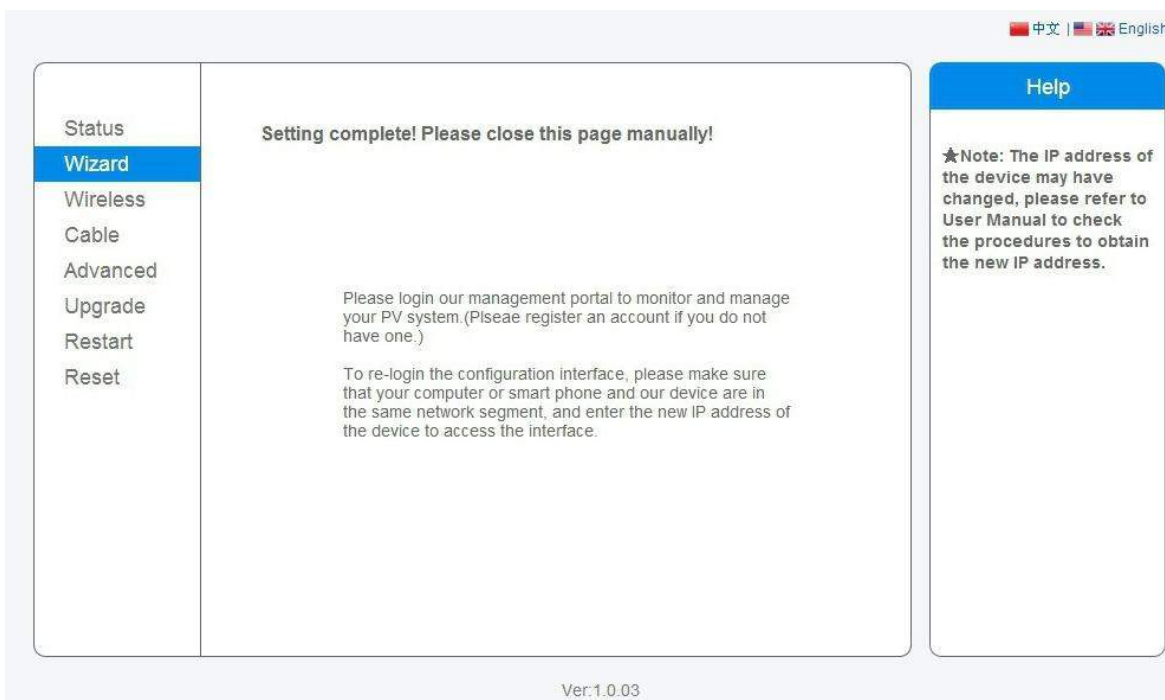 中文 | English
Help
Status
Wizard
Wireless
Cable
Advanced
Upgrade
Restart
Reset
Setting complete! Please close this page manually!
Please login our management portal to monitor and manage
your PV system.(Plseae register an account if you do not
have one.)
To re-login the configuration interface, please make sure
that your computer or smart phone and our device are in
the same network segment, and enter the new IP address of
the device to access the interface.
★Note: The IP address of
the device may have
changed, please refer to
User Manual to check
the procedures to obtain
the new IP address.
Ver:1.0.03